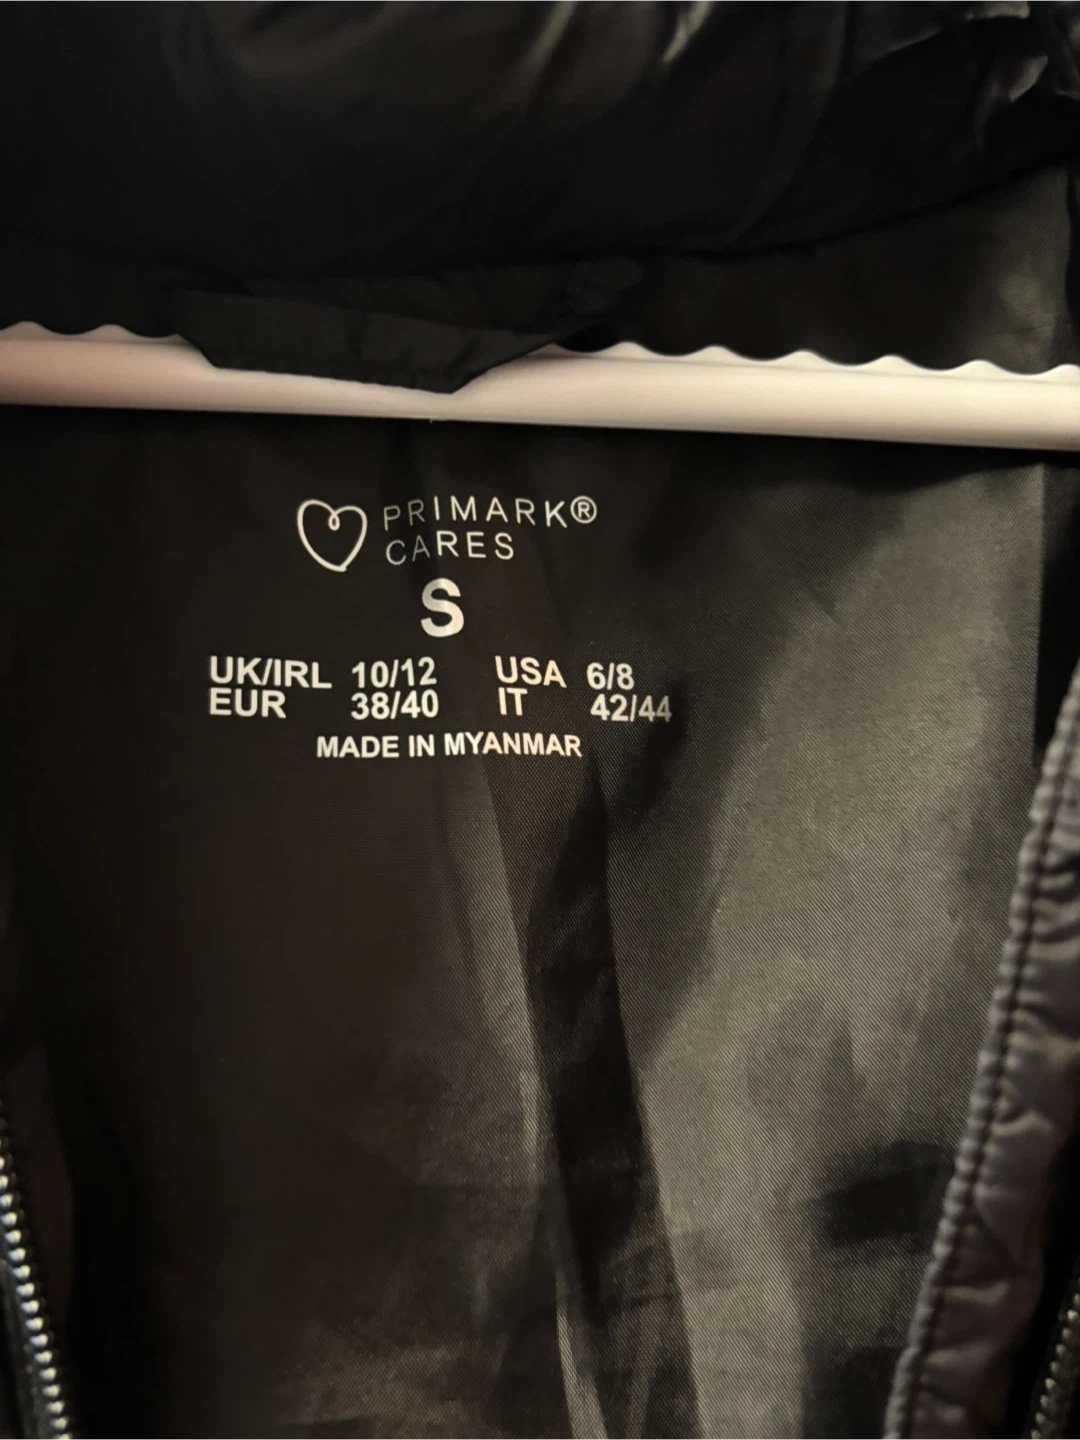 PRIMARK®
CARES
S
UK/IRL 10/12 USA 6/8
EUR 38/40 IT 42/44
MADE IN MYANMAR